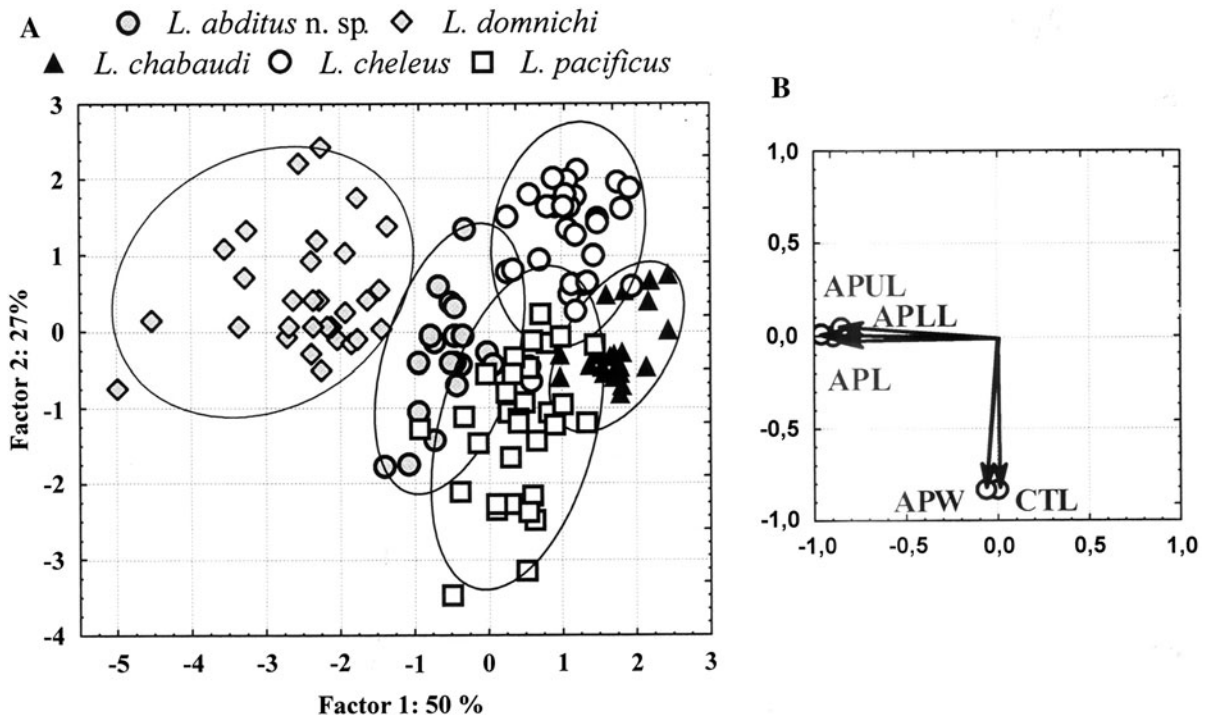 A L. abditus n. sp. L. domnichi
L. chabaudi L. cheleus L. pacificus
3
2
1
0
-1
-2
-3
-4
Factor 2: 27%
-5 -4 -3 -2 -1 0 1 2 3
Factor 1: 50 %
B
1,0
0,5
0,0
-0,5
-1,0
APUL
APLL
APL
APW CTL
-1,0 -0,5 0,0 0,5 1,0